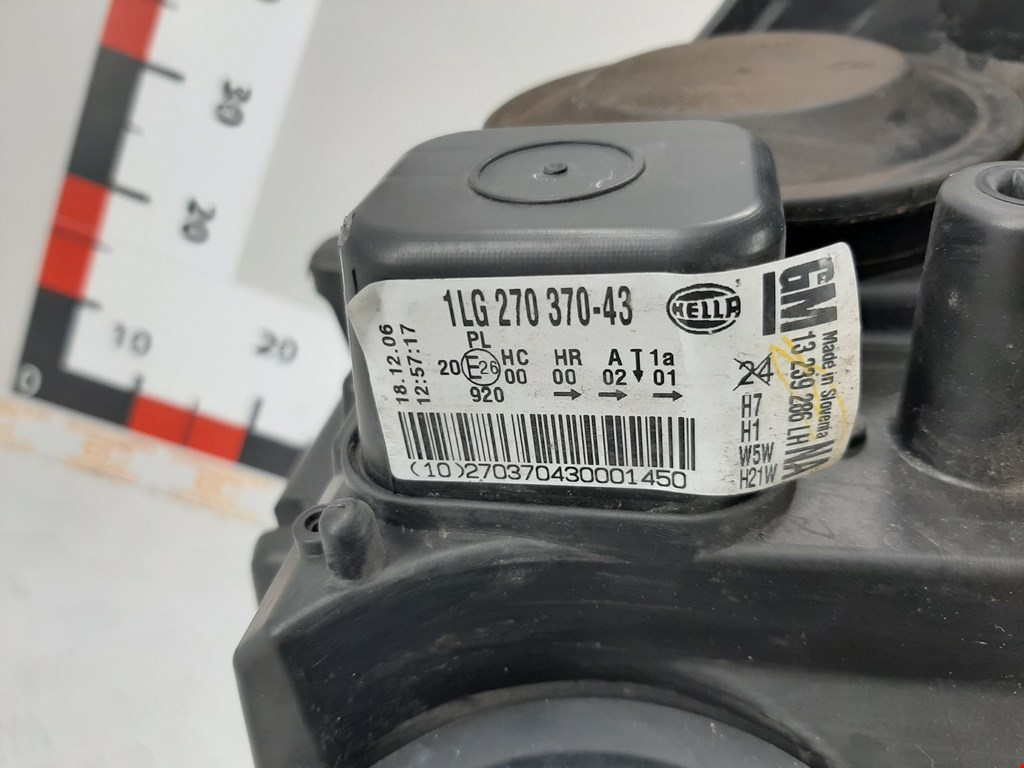 30
20
10
20
0
1LG 270 370-43
HELLA
18.12.06
12:57:17
PL
20 E26 HC HR A 1a
00 00 02 01
920 → → →
(10)270370430001450
24
H7
H1
W5W
H21W
GM
13 239 286 LH
Made in Slovenia